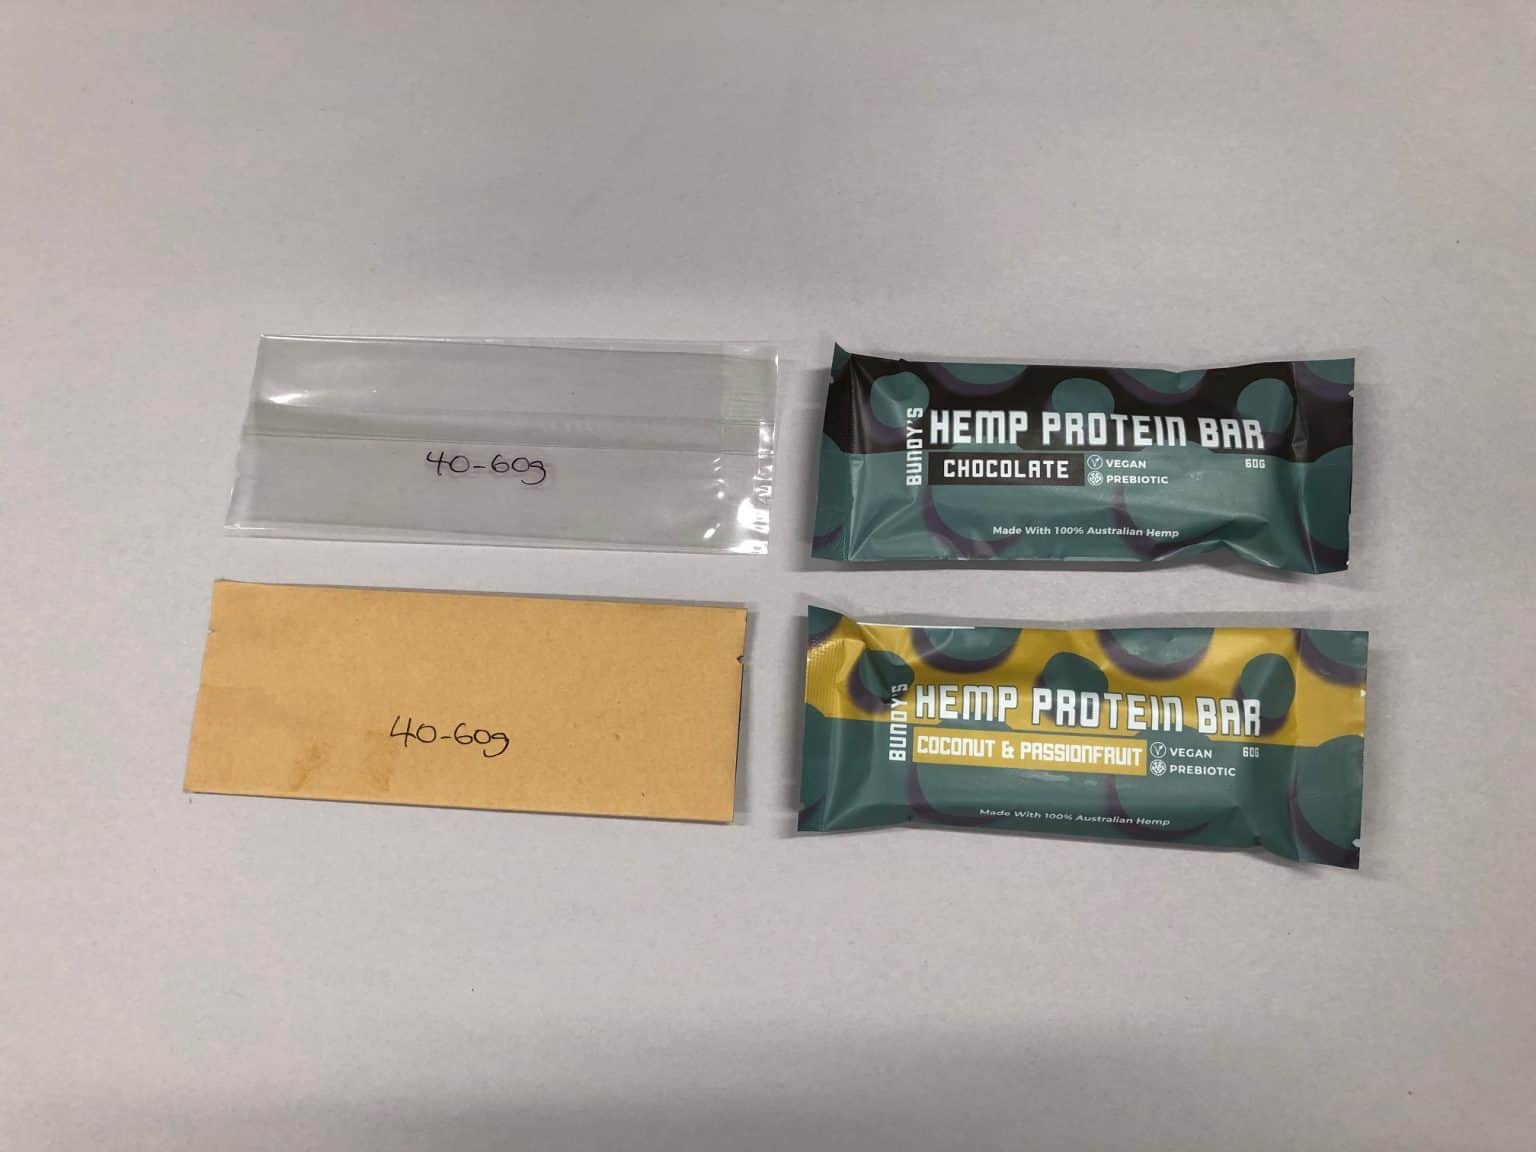 40-60g
BUNDY'S
HEMP PROTEIN BAR
CHOCOLATE
VEGAN
PREBIOTIC
60G
Made With 100% Australian Hemp
40-60g
BUNDY'S
HEMP PROTEIN BAR
COCONUT & PASSIONFRUIT
VEGAN
PREBIOTIC
60G
Made With 100% Australian Hemp